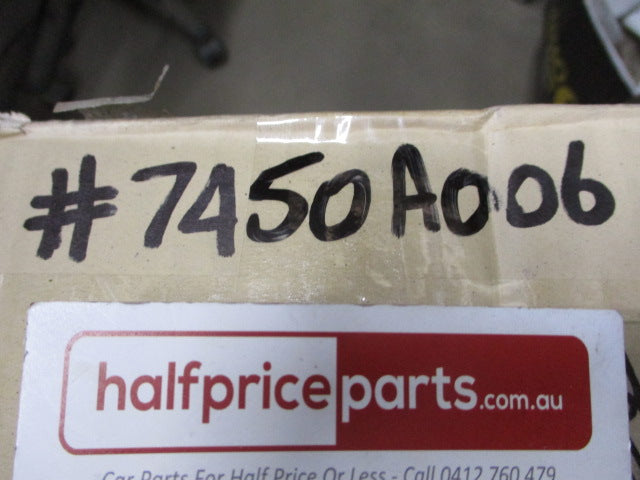 #7450A006
halfpriceparts.com.au
Car Parts For Half Price Or Less - Call 0412 760 479